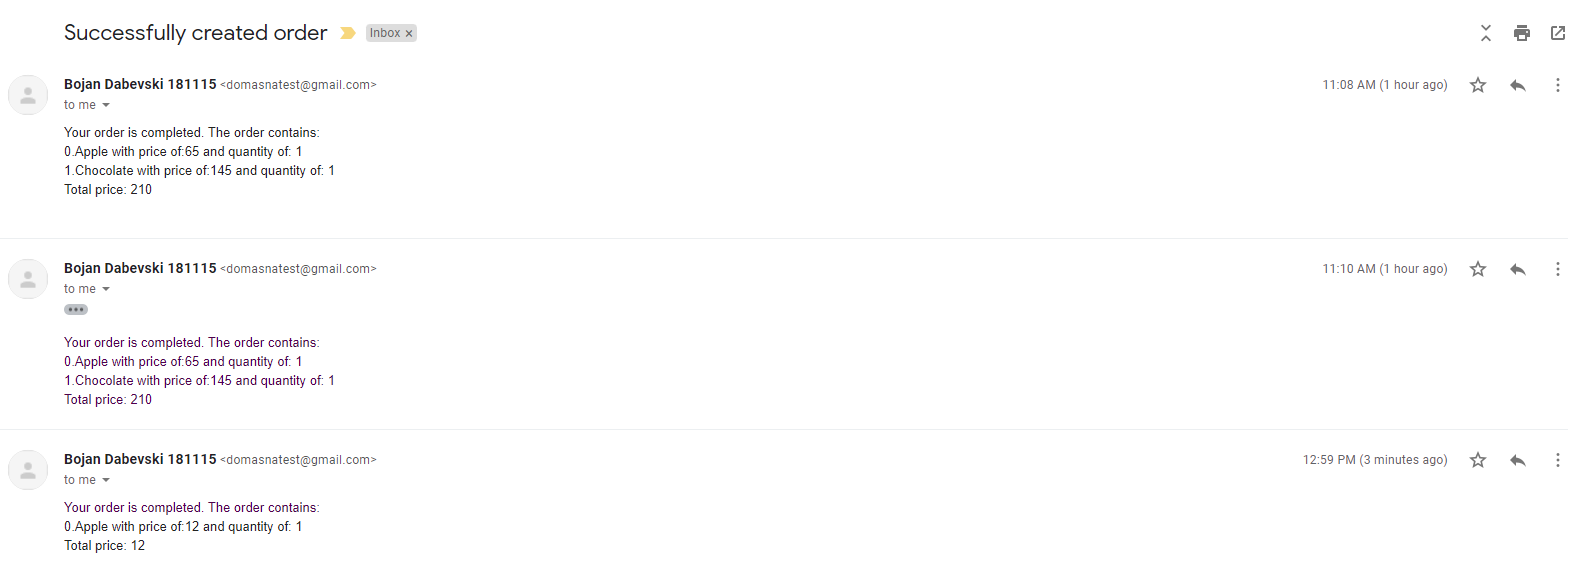 Successfully created order Inbox ×
Bojan Dabevski 181115 <domasnatest@gmail.com> 11:08 AM (1 hour ago)
to me
Your order is completed. The order contains:
0.Apple with price of:65 and quantity of: 1
1.Chocolate with price of:145 and quantity of: 1
Total price: 210
Bojan Dabevski 181115 <domasnatest@gmail.com> 11:10 AM (1 hour ago)
to me
Your order is completed. The order contains:
0.Apple with price of:65 and quantity of: 1
1.Chocolate with price of:145 and quantity of: 1
Total price: 210
Bojan Dabevski 181115 <domasnatest@gmail.com> 12:59 PM (3 minutes ago)
to me
Your order is completed. The order contains:
0.Apple with price of:12 and quantity of: 1
Total price: 12